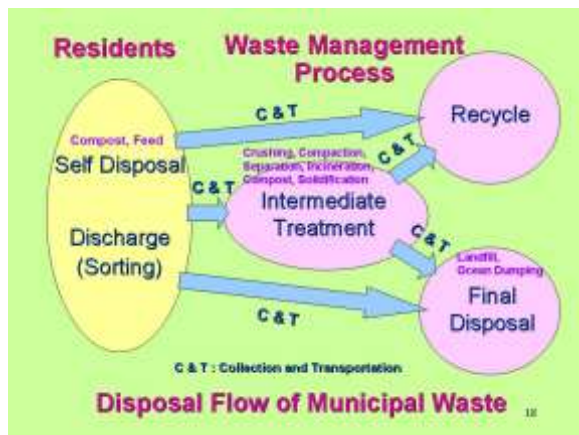 Residents
Waste Management
Process
C & T
Recycle
Compost, Feed
Self Disposal
Crushing, Compaction,
Separation, Incineration,
Compost, Solidification
C & T
C & T
Intermediate
Treatment
Discharge
(Sorting)
C & T
Landfill,
Ocean Dumping
Final
Disposal
C & T
C & T : Collection and Transportation
Disposal Flow of Municipal Waste